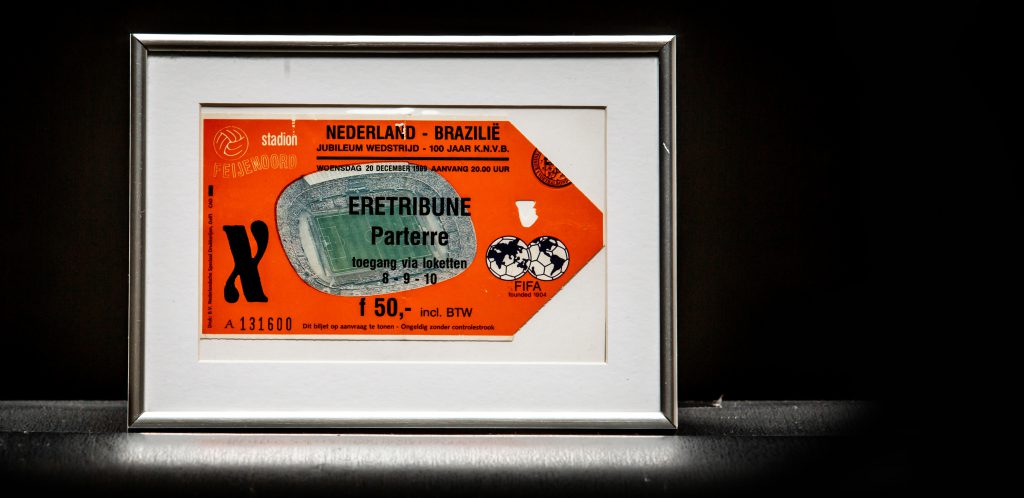 stadion
FEIJENOORD
NEDERLAND - BRAZILIË
JUBILEUM WEDSTRIJD - 100 JAAR K.N.V.B.
WOENSDAG 20 DECEMBER 1989 AANVANG 20.00 UUR
ERETRIBUNE
Parterre
toegang via loketten
8 - 9 - 10
f 50,- incl. BTW
X
A 131600
Dit biljet op aanvraag te tonen - Ongeldig zonder controlestrook
FIFA
founded 1904